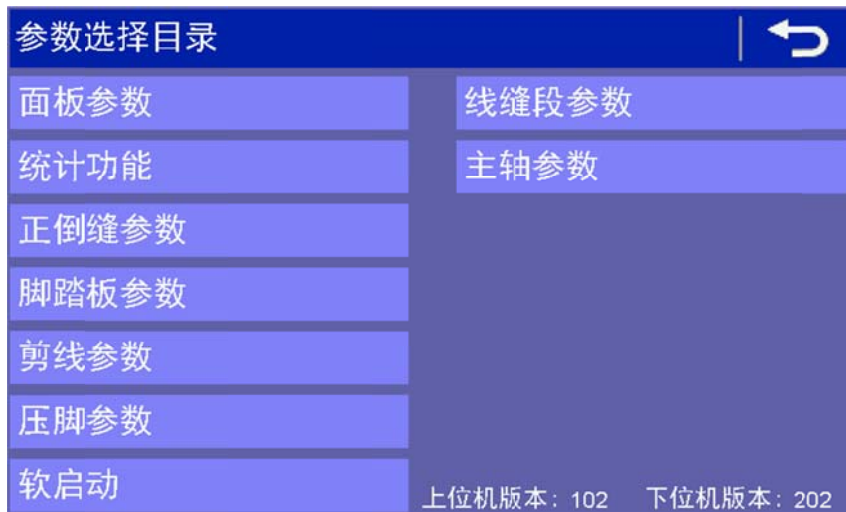 参数选择目录
面板参数
线缝段参数
统计功能
主轴参数
正倒缝参数
脚踏板参数
剪线参数
压脚参数
软启动
上位机版本: 102 下位机版本: 202